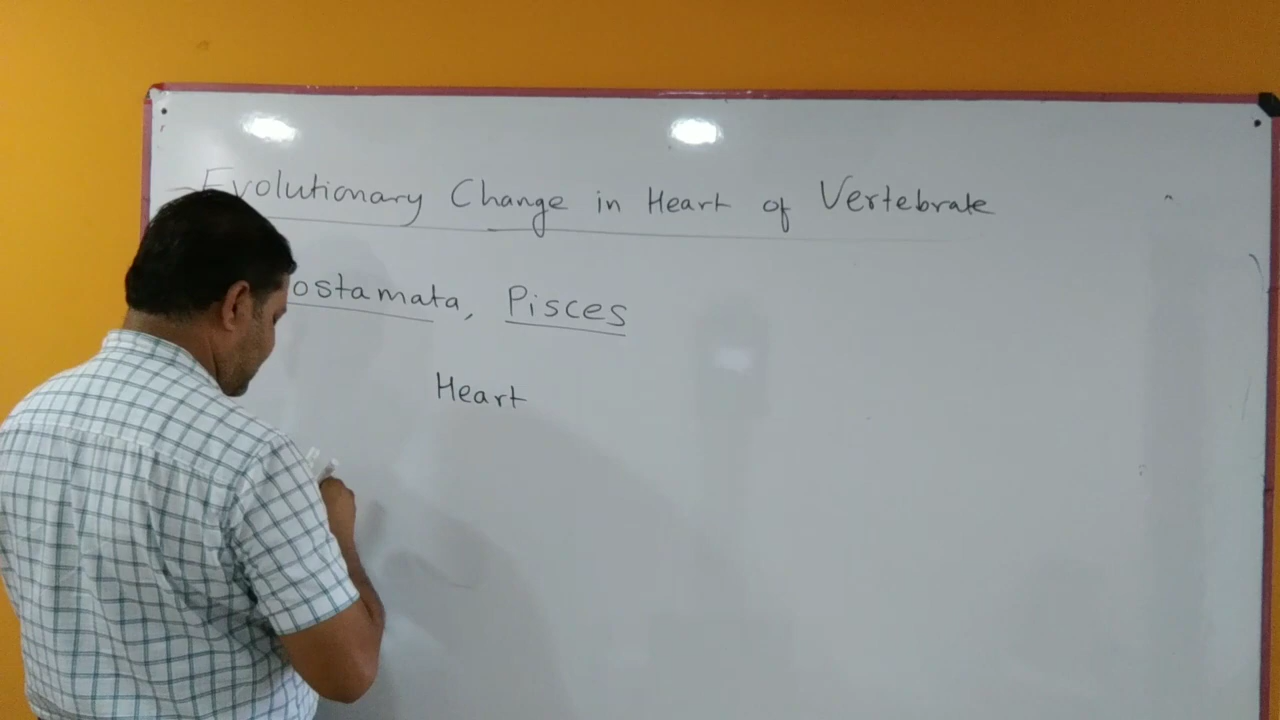 Evolutionary Change in Heart of Vertebrate
ostamata, Pisces
Heart